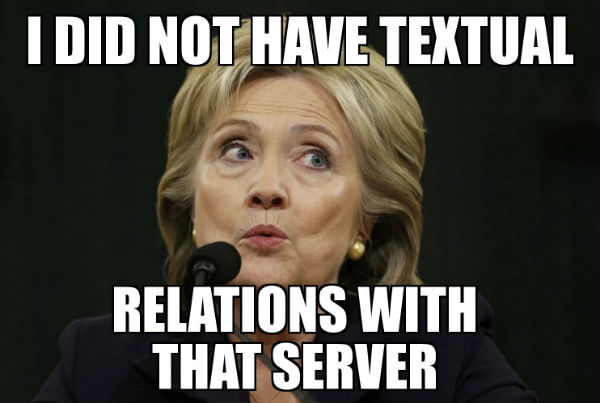 I DID NOT HAVE TEXTUAL
RELATIONS WITH
THAT SERVER